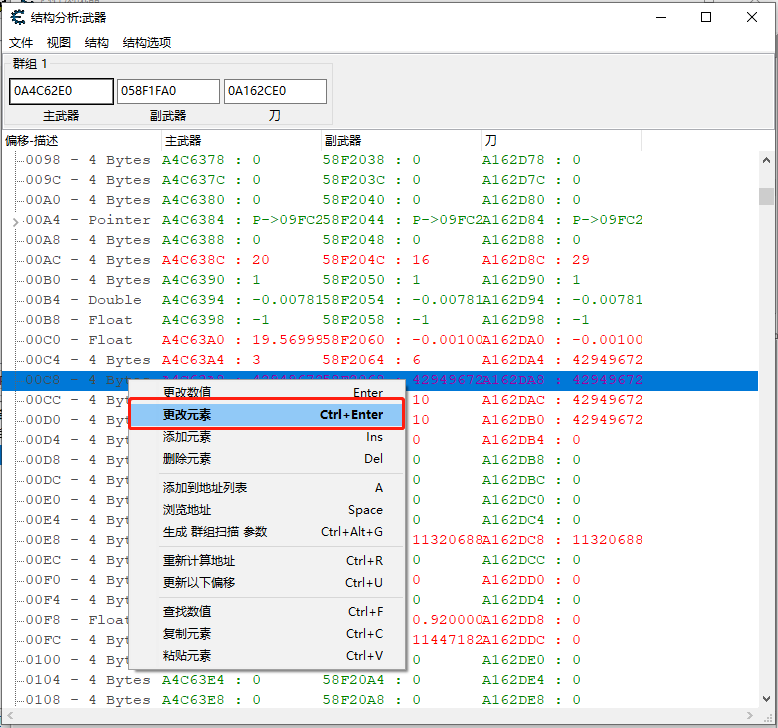 结构分析:武器
文件 视图 结构 结构选项
群组 1
0A4C62E0 058F1FA0 0A162CE0
主武器 副武器 刀
偏移-描述 主武器 副武器 刀
0098 - 4 Bytes A4C6378 : 0 58F2038 : 0 A162D78 : 0
009C - 4 Bytes A4C637C : 0 58F203C : 0 A162D7C : 0
00A0 - 4 Bytes A4C6380 : 0 58F2040 : 0 A162D80 : 0
00A4 - Pointer A4C6384 : P->09FC2 58F2044 : P->09FC2 A162D84 : P->09FC2
00A8 - 4 Bytes A4C6388 : 0 58F2048 : 0 A162D88 : 0
00AC - 4 Bytes A4C638C : 20 58F204C : 16 A162D8C : 29
00B0 - 4 Bytes A4C6390 : 1 58F2050 : 1 A162D90 : 1
00B4 - Double A4C6394 : -0.00781 58F2054 : -0.00781 A162D94 : -0.00781
00B8 - Float A4C6398 : -1 58F2058 : -1 A162D98 : -1
00C0 - Float A4C63A0 : 19.5699 58F2060 : -0.00100 A162DA0 : -0.00100
00C4 - 4 Bytes A4C63A4 : 3 58F2064 : 6 A162DA4 : 42949672
00C8 - 4 42949672 A162DA8 : 42949672
00CC - 4 10 A162DAC : 42949672
00D0 - 4 10 A162DB0 : 42949672
00D4 - 4 0 A162DB4 : 0
00D8 - 4 0 A162DB8 : 0
00DC - 4 0 A162DBC : 0
00E0 - 4 0 A162DC0 : 0
00E4 - 4 0 A162DC4 : 0
00E8 - 4 11320688 A162DC8 : 11320688
00EC - 4 0 A162DCC : 0
00F0 - 4 0 A162DD0 : 0
00F4 - 4 0 A162DD4 : 0
00F8 - 0.920000 A162DD8 : 0
00FC - 4 11447182 A162DDC : 0
0100 - 4 0 A162DE0 : 0
更改数值 Enter
更改元素 Ctrl+Enter
添加元素 Ins
删除元素 Del
添加到地址列表 A
浏览地址 Space
生成 群组扫描 参数 Ctrl+Alt+G
重新计算地址 Ctrl+R
更新以下偏移 Ctrl+U
查找数值 Ctrl+F
复制元素 Ctrl+C
粘贴元素 Ctrl+V
0104 - 4 Bytes A4C63E4 : 0 58F20A4 : 0 A162DE4 : 0
0108 - 4 Bytes A4C63E8 : 0 58F20A8 : 0 A162DE8 : 0